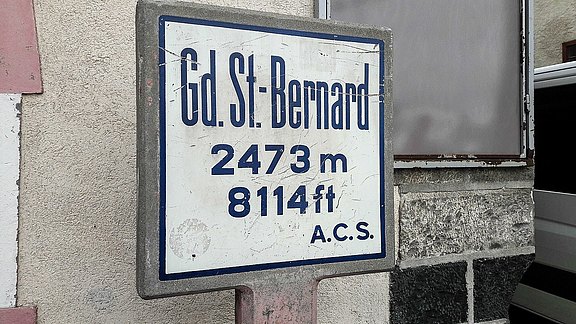 Gd. St.-Bernard
2473 m
8114 ft
A.C.S.